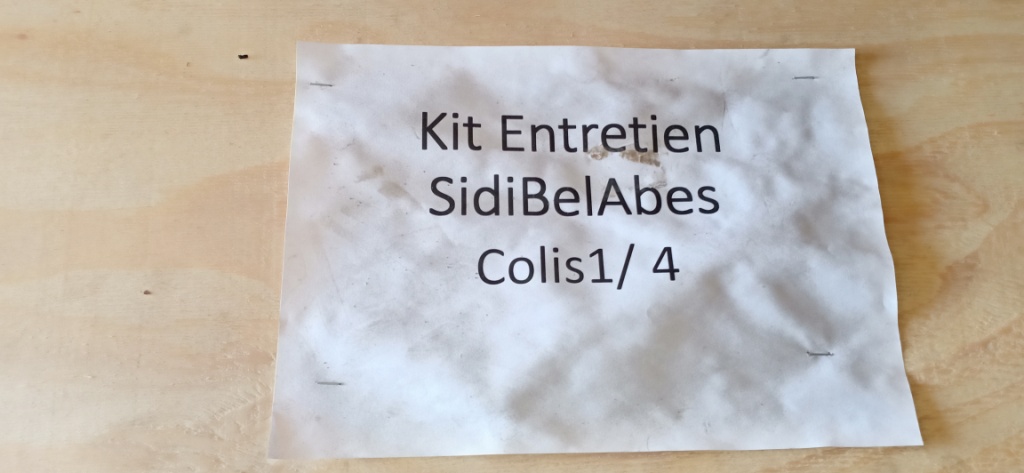 Kit Entretien
SidiBelAbes
Colis1/ 4